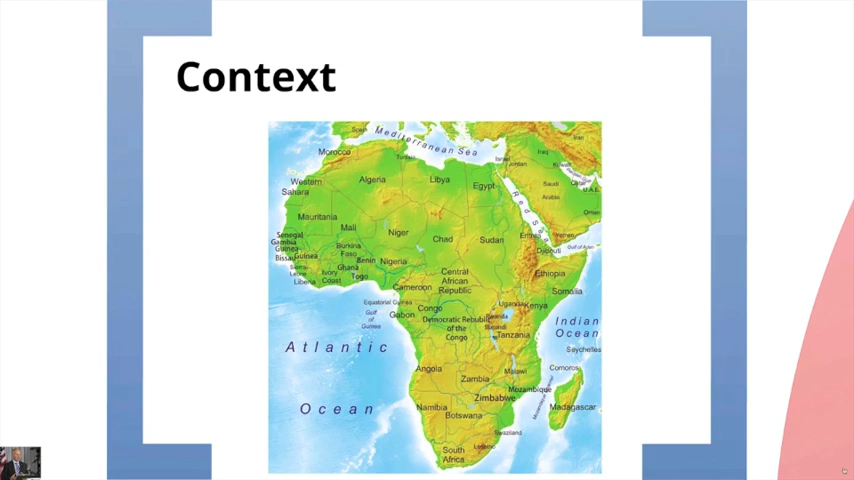 Context
Spain
Mediterranean Sea
Iran
Morocco
Tunisia
Israel
Iraq
Jordan
Kuwait
Western
Sahara
Algeria
Libya
Egypt
Saudi
Arabia
Qatar
U.A.E.
Red Sea
Mauritania
Mali
Niger
Chad
Sudan
Eritrea
Yemen
Oman
Senegal
Gambia
Guinea
Bissau
Guinea
Burkina
Faso
Benin
Nigeria
Djibouti
Gulf of Aden
Sierra
Leone
Ivory
Coast
Ghana
Togo
Liberia
Cameroon
Central
African
Republic
Ethiopia
Somalia
Equatorial Guinea
Gulf
of
Guinea
Gabon
Congo
Democratic Republic
of the
Congo
Uganda
Kenya
Rwanda
Burundi
Tanzania
Indian
Ocean
Seychelles
Atlantic
Ocean
Angola
Zambia
Malawi
Comoros
Mozambique
Zimbabwe
Namibia
Botswana
Madagascar
Swaziland
Lesotho
South
Africa